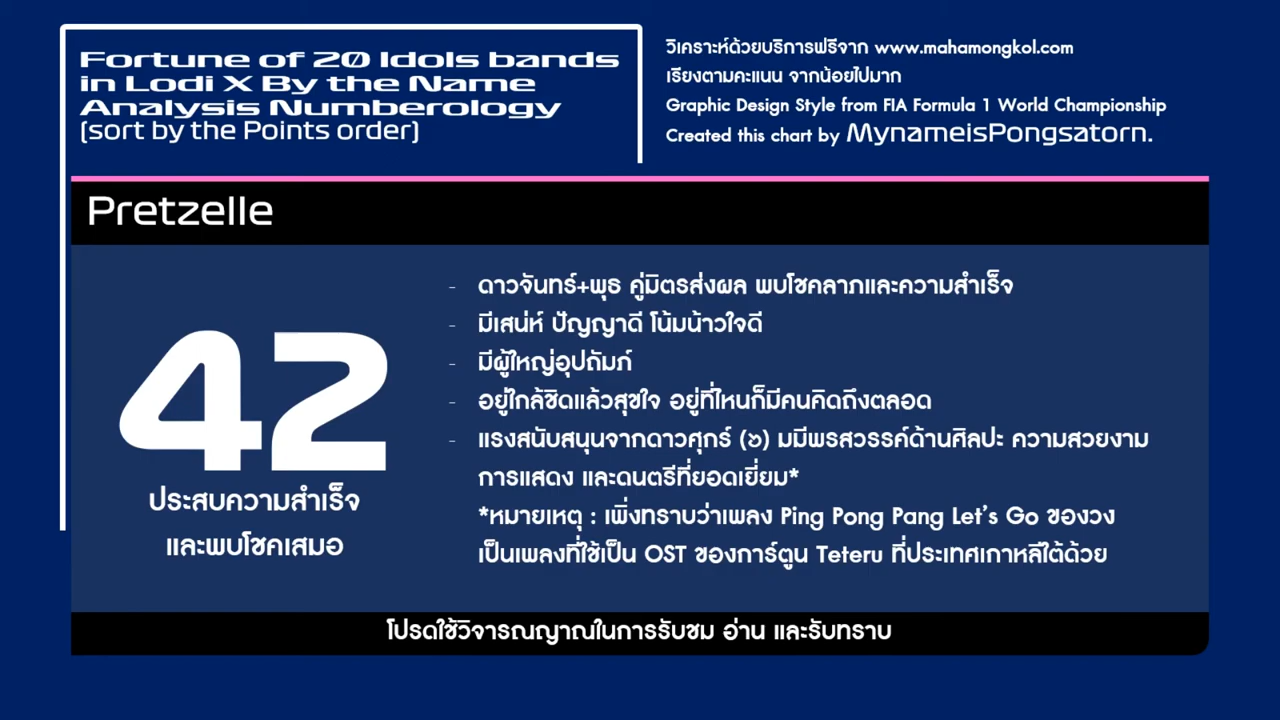 Fortune of 20 Idols bands
in Lodi X By the Name
Analysis Numberology
(sort by the Points order)
วิเคราะห์ด้วยบริการฟรีจาก www.mahamongkol.com
เรียงตามคะแนน จากน้อยไปมาก
Graphic Design Style from FIA Formula 1 World Championship
Created this chart by MynameisPongsatorn.
Pretzelle
42
ประสบความสำเร็จ
และพบโชคเสมอ
- ดาวจันทร์+พุธ คู่มิตรส่งผล พบโชคลาภและความสำเร็จ
- มีเสน่ห์ ปัญญาดี โน้มน้าวใจดี
- มีผู้ใหญ่อุปถัมภ์
- อยู่ใกล้ชิดแล้วสุขใจ อยู่ที่ไหนก็มีคนคิดถึงตลอด
- แรงสนับสนุนจากดาวศุกร์ (๖) มมีพรสวรรค์ด้านศิลปะ ความสวยงาม
การแสดง และดนตรีที่ยอดเยี่ยม*
*หมายเหตุ : เพิ่งทราบว่าเพลง Ping Pong Pang Let's Go ของวง
เป็นเพลงที่ใช้เป็น OST ของการ์ตูน Teteru ที่ประเทศเกาหลีใต้ด้วย
โปรดใช้วิจารณญาณในการรับชม อ่าน และรับทราบ